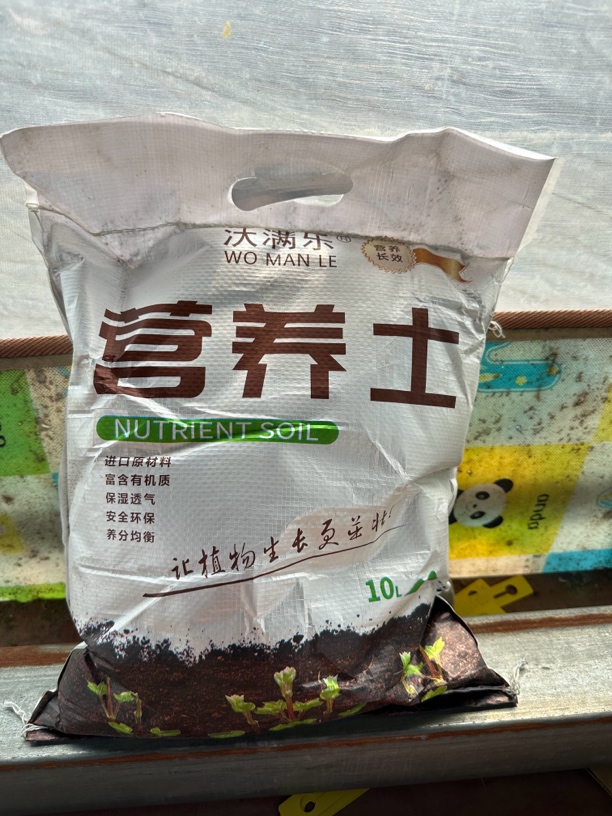 沃满乐®
WO MAN LE
营养
长效
营养土
NUTRIENT SOIL
进口原材料
富含有机质
保湿透气
安全环保
养分均衡
让植物生长更茁壮!
10L
anda